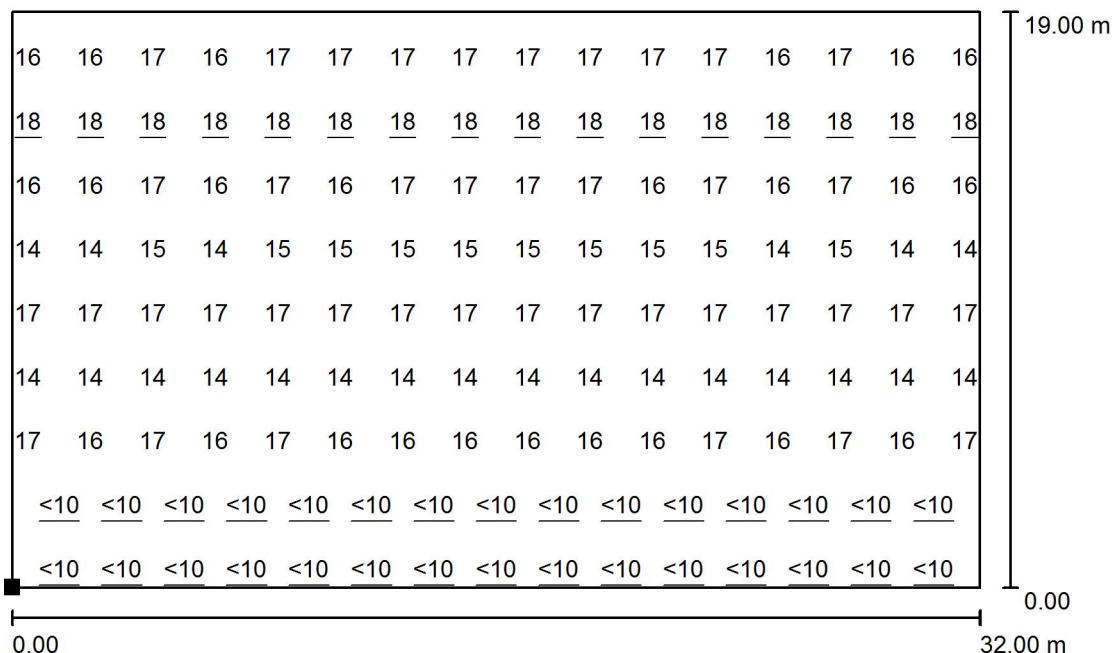 19.00 m
16 16 17 16 17 17 17 17 17 17 17 17 16 17 16 16
18 18 18 18 18 18 18 18 18 18 18 18 18 18 18 18
16 16 17 16 17 16 17 17 17 17 16 17 16 17 16 16
14 14 15 14 15 15 15 15 15 15 15 15 14 15 14 14
17 17 17 17 17 17 17 17 17 17 17 17 17 17 17 17
14 14 14 14 14 14 14 14 14 14 14 14 14 14 14 14
17 16 17 16 17 16 16 16 16 16 16 17 16 17 16 17
<10 <10 <10 <10 <10 <10 <10 <10 <10 <10 <10 <10 <10 <10 <10
<10 <10 <10 <10 <10 <10 <10 <10 <10 <10 <10 <10 <10 <10 <10
0.00
0.00 32.00 m